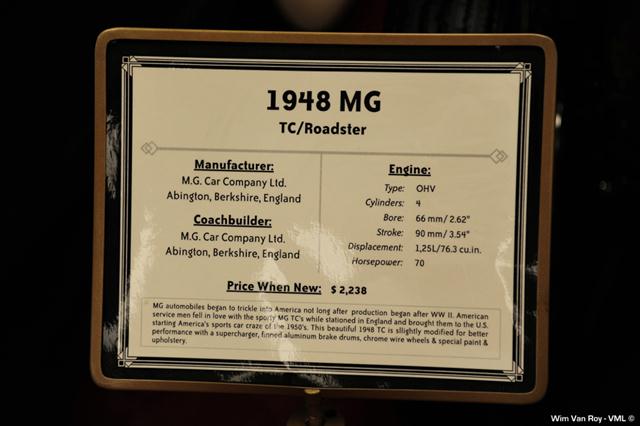 1948 MG
TC/Roadster
Manufacturer:
M.G. Car Company Ltd.
Abington, Berkshire, England
Coachbuilder:
M.G. Car Company Ltd.
Abington, Berkshire, England
Engine:
Type: OHV
Cylinders: 4
Bore: 66 mm/2.62"
Stroke: 90 mm/3.54"
Displacement: 1,25L/76.3 cu.in.
Horsepower: 70
Price When New: $ 2,238
MG automobiles began to trickle into America not long after production began after WW II. American
service men fell in love with the sporty MG TC's while stationed in England and brought them to the U.S.
starting America's sports car craze of the 1950's. This beautiful 1948 TC is slightly modified for better
performance with a supercharger, finned aluminum brake drums, chrome wire wheels & special paint &
upholstery.
Wim Van Roy - VML ©